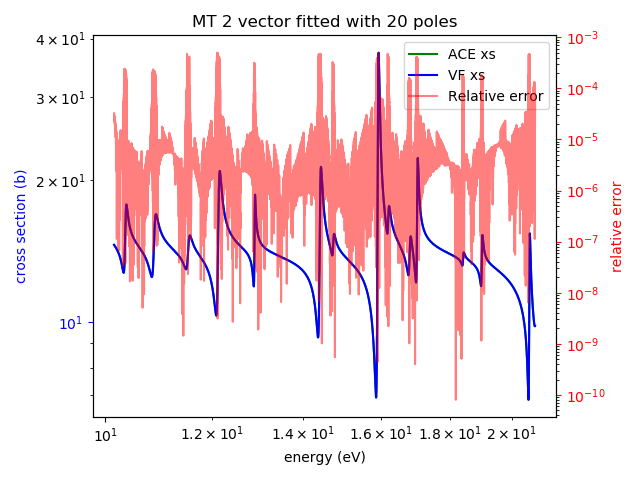 MT 2 vector fitted with 20 poles
ACE xs
VF xs
Relative error
cross section (b)
4 × 10¹
3 × 10¹
2 × 10¹
10¹
10⁻³
10⁻⁴
10⁻⁵
10⁻⁶
10⁻⁷
10⁻⁸
10⁻⁹
10⁻¹⁰
relative error
10¹
1.2 × 10¹
1.4 × 10¹
1.6 × 10¹
1.8 × 10¹
2 × 10¹
energy (eV)